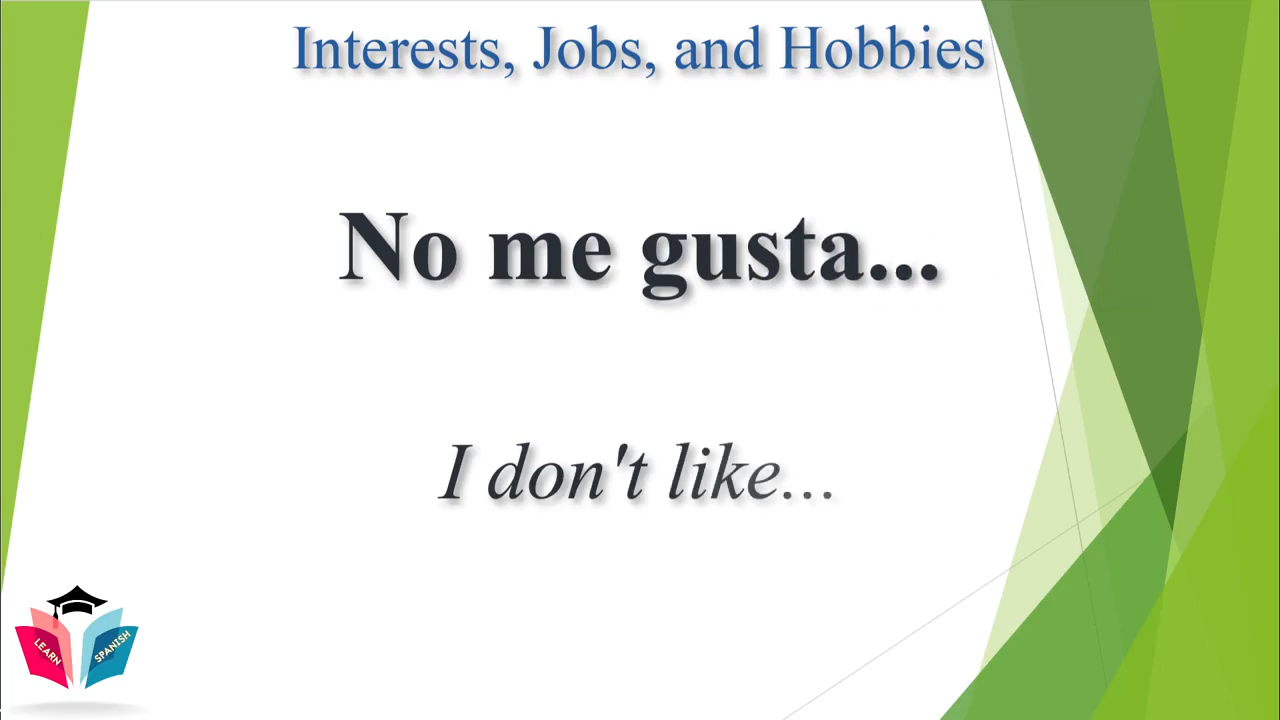 Interests, Jobs, and Hobbies
No me gusta...
I don't like...
LEARN
SPANISH